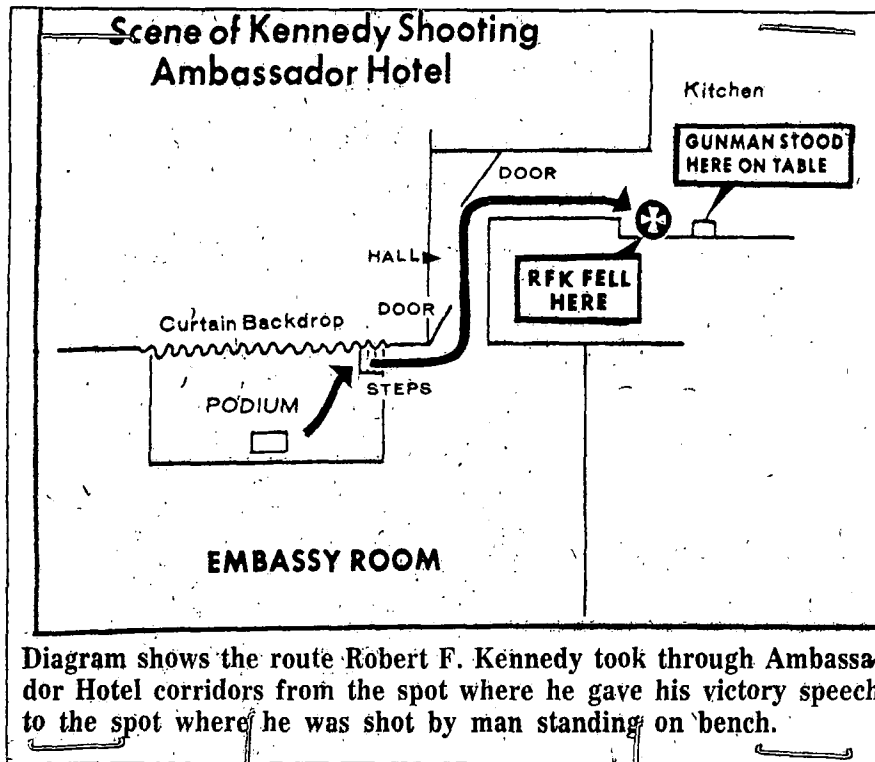 Scene of Kennedy Shooting
Ambassador Hotel
Kitchen
GUNMAN STOOD
HERE ON TABLE
DOOR
HALL
RFK FELL
HERE
DOOR
Curtain Backdrop
STEPS
PODIUM
EMBASSY ROOM
Diagram shows the route Robert F. Kennedy took through Ambassa-
dor Hotel corridors from the spot where he gave his victory speech
to the spot where he was shot by man standing on bench.